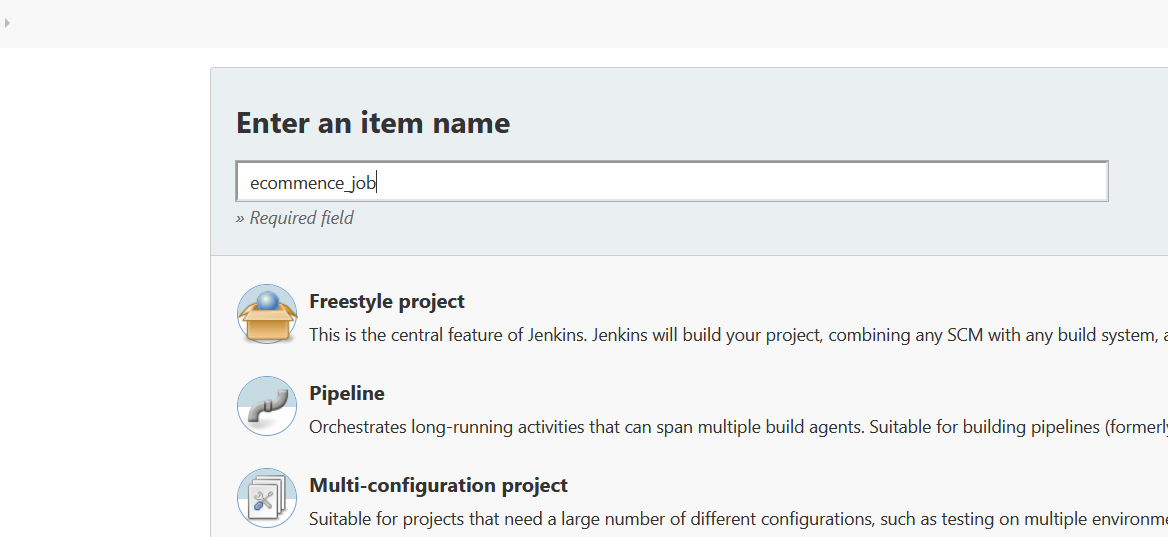 Enter an item name
ecommence_job
» Required field
Freestyle project
This is the central feature of Jenkins. Jenkins will build your project, combining any SCM with any build system, a
Pipeline
Orchestrates long-running activities that can span multiple build agents. Suitable for building pipelines (formerly
Multi-configuration project
Suitable for projects that need a large number of different configurations, such as testing on multiple environme